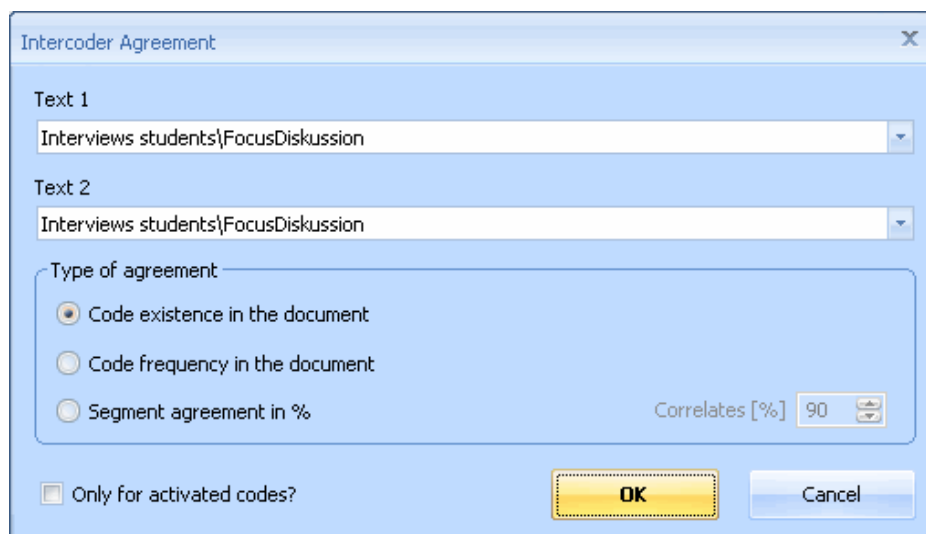 Intercoder Agreement
Text 1
Interviews students\FocusDiskussion
Text 2
Interviews students\FocusDiskussion
Type of agreement
Code existence in the document
Code frequency in the document
Segment agreement in % Correlates [%] 90
Only for activated codes? OK Cancel